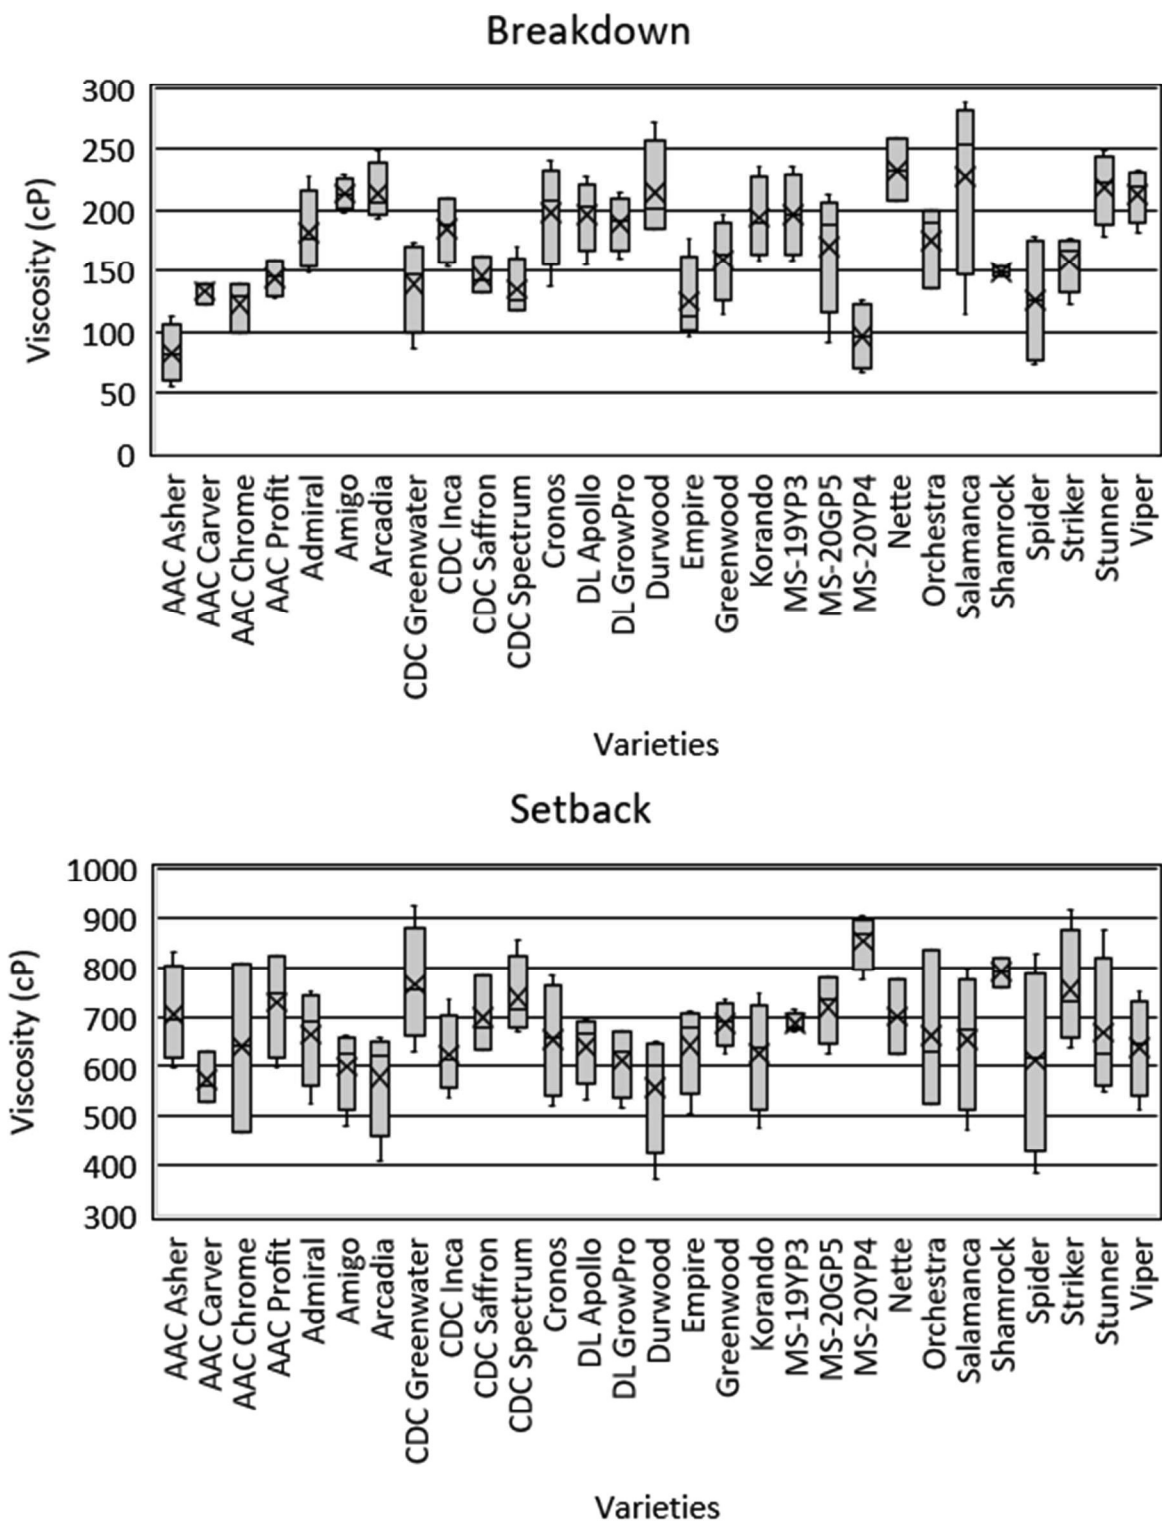 Breakdown
Viscosity (cP)
300
250
200
150
100
50
0
AAC Asher
AAC Carver
AAC Chrome
AAC Profit
Admiral
Amigo
Arcadia
CDC Greenwater
CDC Inca
CDC Saffron
CDC Spectrum
Cronos
DL Apollo
DL GrowPro
Durwood
Empire
Greenwood
Korando
MS-19YP3
MS-20GP5
MS-20YP4
Nette
Orchestra
Salamanca
Shamrock
Spider
Striker
Stunner
Viper
Varieties
Setback
Viscosity (cP)
1000
900
800
700
600
500
400
300
AAC Asher
AAC Carver
AAC Chrome
AAC Profit
Admiral
Amigo
Arcadia
CDC Greenwater
CDC Inca
CDC Saffron
CDC Spectrum
Cronos
DL Apollo
DL GrowPro
Durwood
Empire
Greenwood
Korando
MS-19YP3
MS-20GP5
MS-20YP4
Nette
Orchestra
Salamanca
Shamrock
Spider
Striker
Stunner
Viper
Varieties